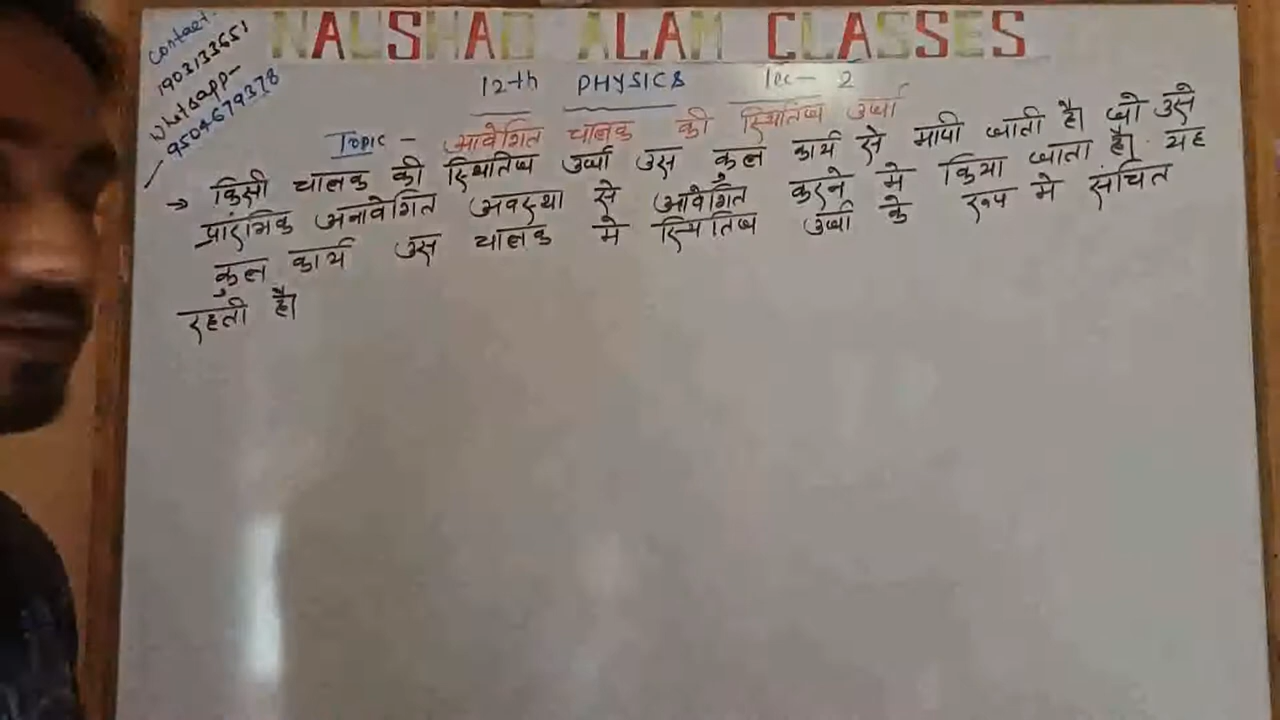 NAUSHAD ALAM CLASSES
contact-
7903133651
whatsapp-
9504679378
12th PHYSICS lec- 2
Topic - आवेशित चालक की स्थितिज उर्जा
→ किसी चालक की स्थितिज उर्जा उस कुल कार्य से मापी जाती है। जो उसे
प्रारंभिक अनावेशित अवस्था से आवेशित करने मे किया जाता है। यह
कुल कार्य उस चालक मे स्थितिज उर्जा के रूप मे संचित
रहती है।